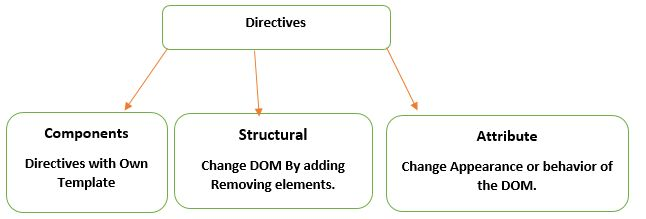 Directives
Components
Directives with Own
Template
Structural
Change DOM By adding
Removing elements.
Attribute
Change Appearance or behavior of
the DOM.